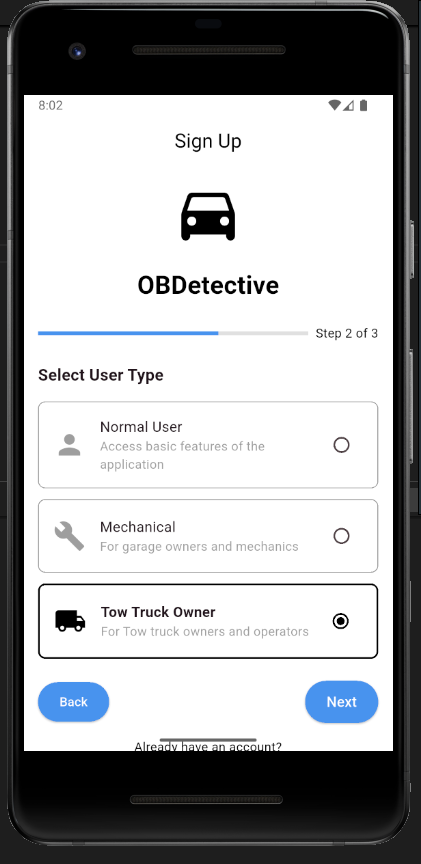 8:02
Sign Up
OBDetective
Step 2 of 3
Select User Type
Normal User
Access basic features of the
application
Mechanical
For garage owners and mechanics
Tow Truck Owner
For Tow truck owners and operators
Back
Next
Already have an account?